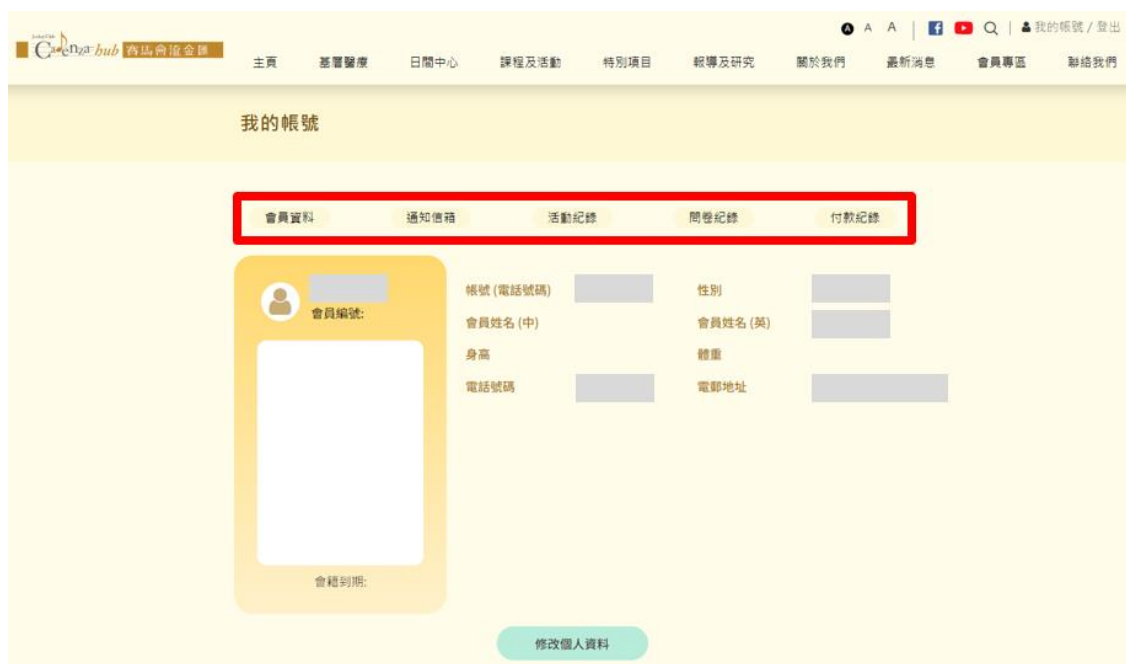 A A A | | 我的帳號 / 登出
Jockey Club
Cadenza hub 賽馬會流金匯
主頁 基層醫療 日間中心 課程及活動 特別項目 報導及研究 關於我們 最新消息 會員專區 聯絡我們
我的帳號
會員資料 通知信箱 活動紀錄 問卷紀錄 付款紀錄
會員編號:
會籍到期:
帳號 (電話號碼) 性別
會員姓名 (中) 會員姓名 (英)
身高 體重
電話號碼 電郵地址
修改個人資料